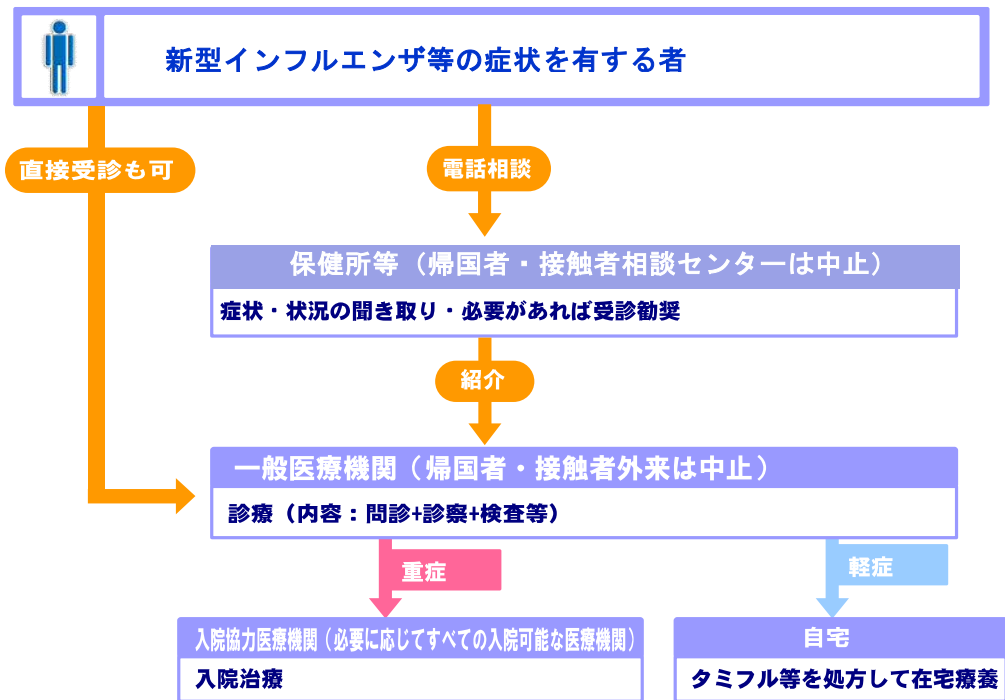 新型インフルエンザ等の症状を有する者
直接受診も可
電話相談
保健所等（帰国者・接触者相談センターは中止）
症状・状況の聞き取り・必要があれば受診勧奨
紹介
一般医療機関（帰国者・接触者外来は中止）
診療（内容：問診+診察+検査等）
重症
軽症
入院協力医療機関（必要に応じてすべての入院可能な医療機関）
入院治療
自宅
タミフル等を処方して在宅療養